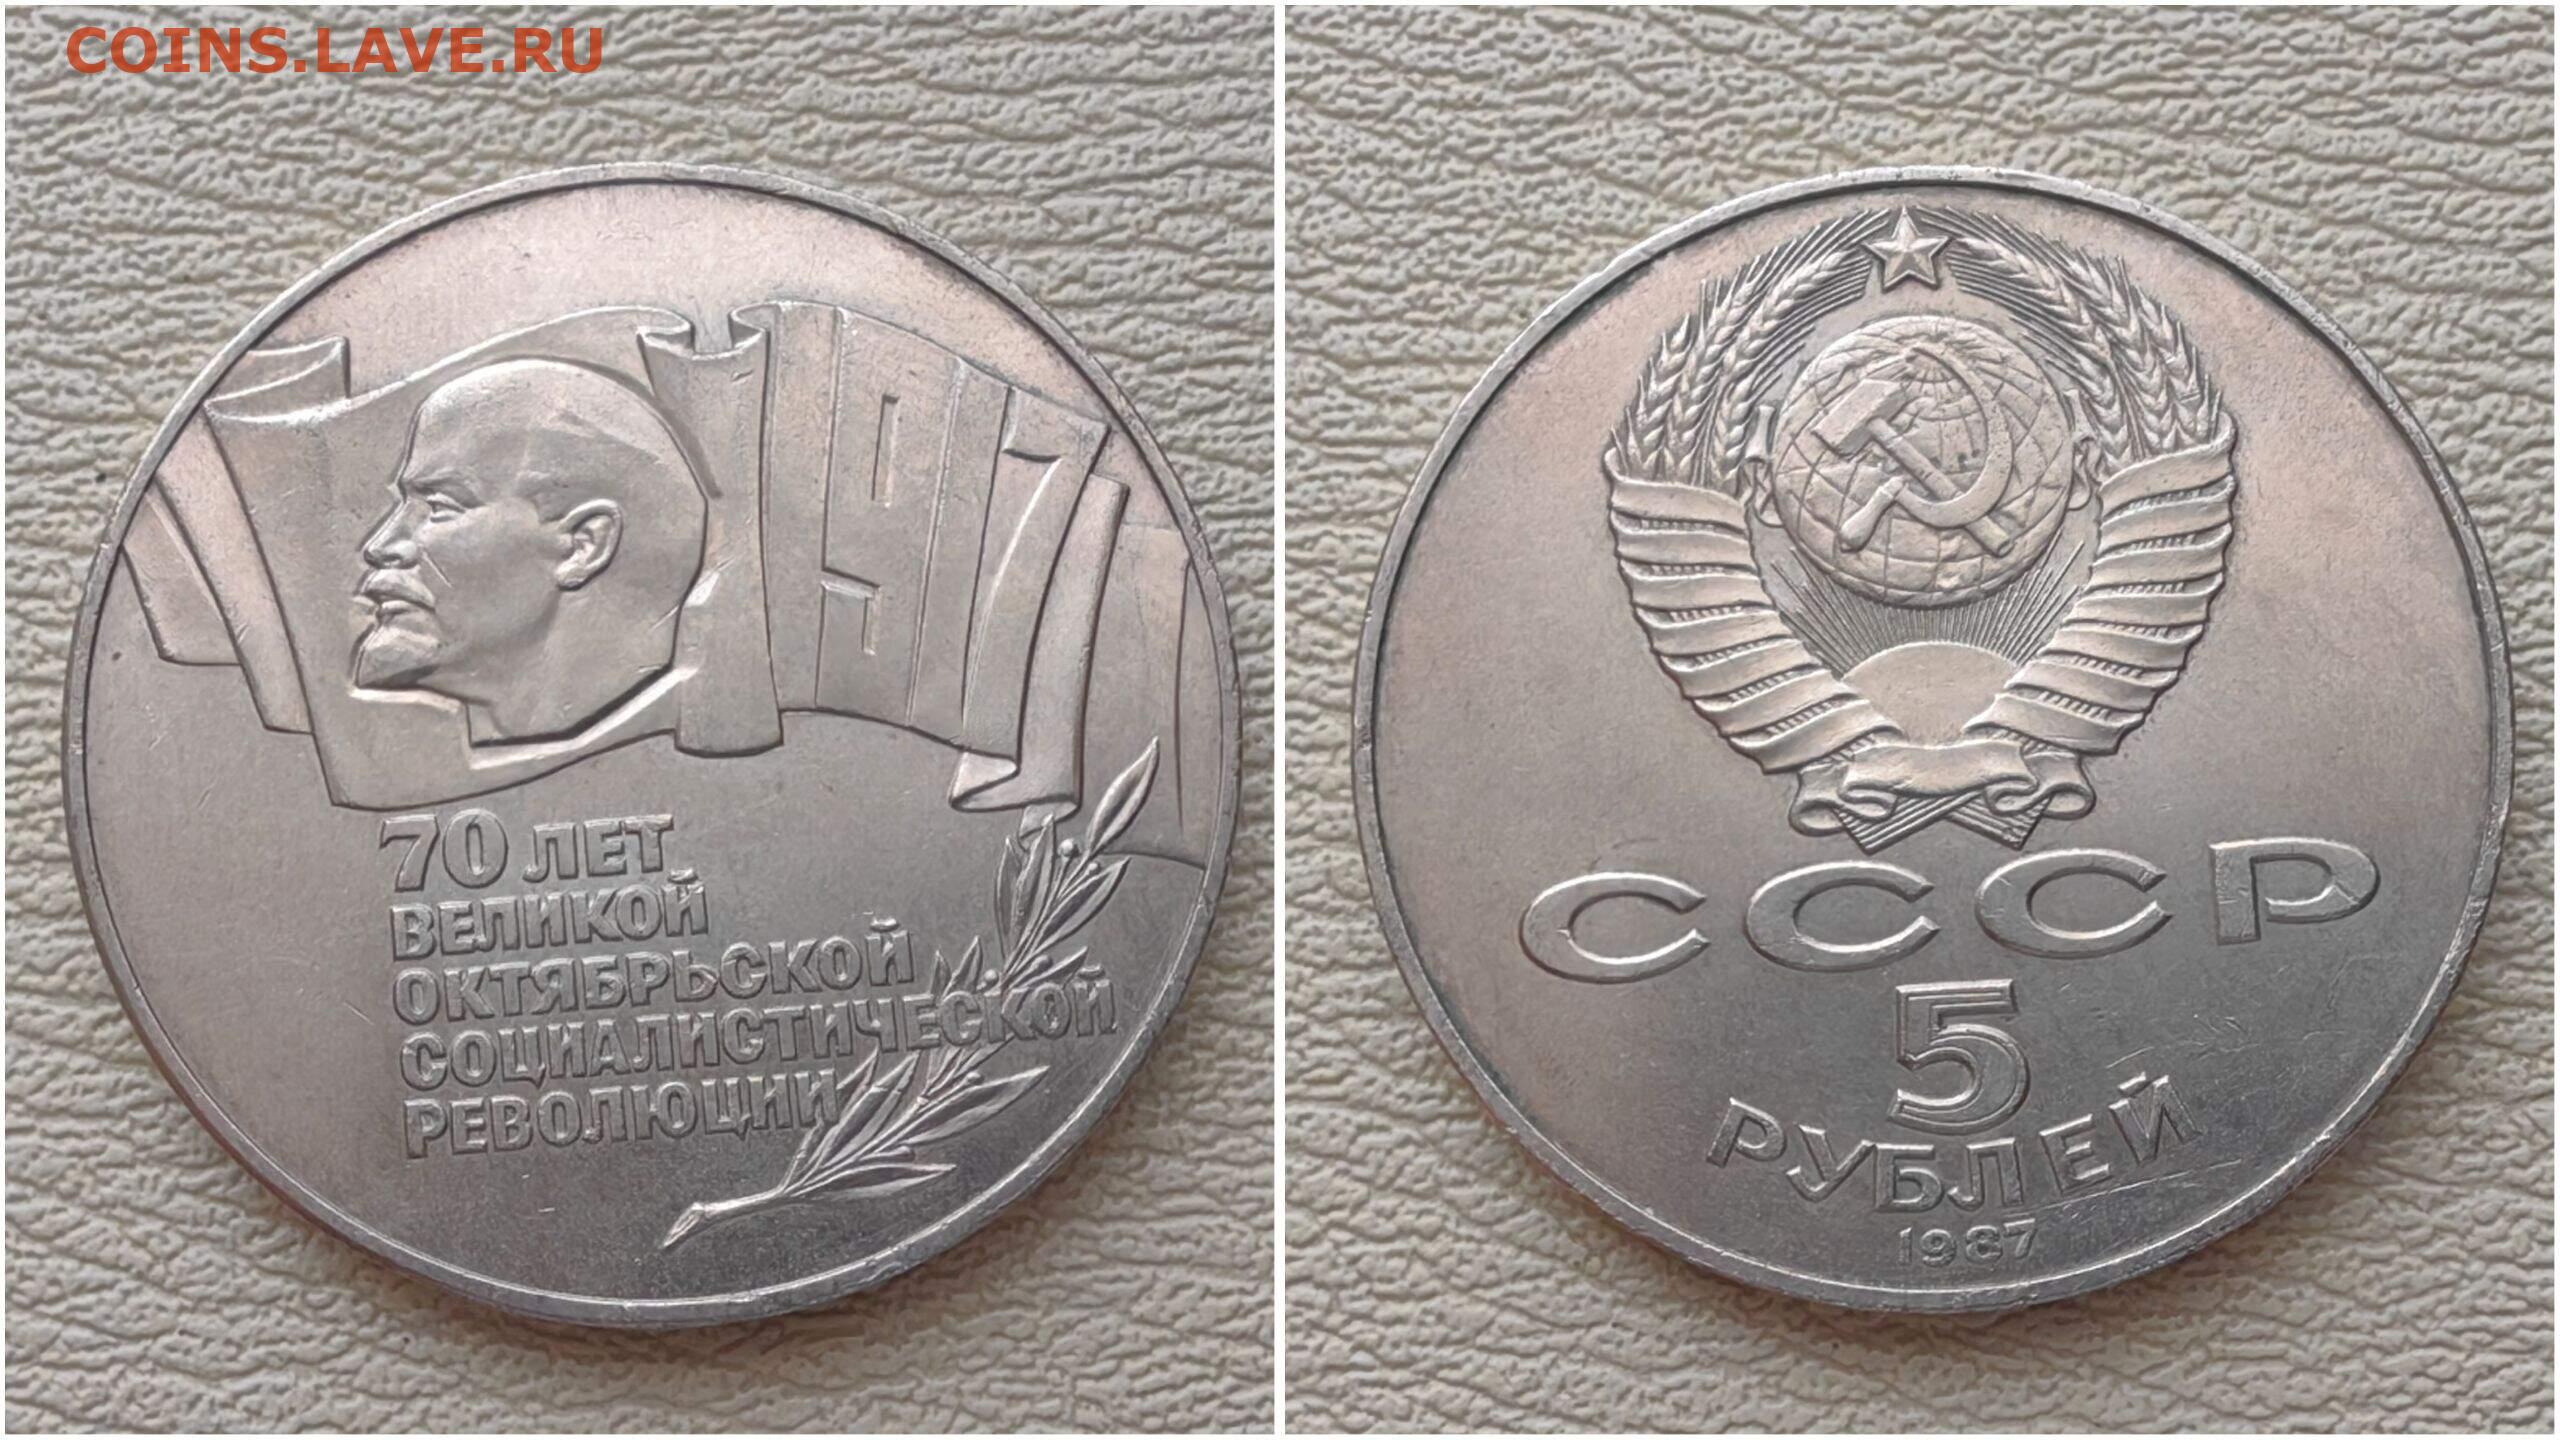 COINS.LAVE.RU
1917
70 ЛЕТ
ВЕЛИКОЙ
ОКТЯБРЬСКОЙ
СОЦИАЛИСТИЧЕСКОЙ
РЕВОЛЮЦИИ
СССР
5
РУБЛЕЙ
1987